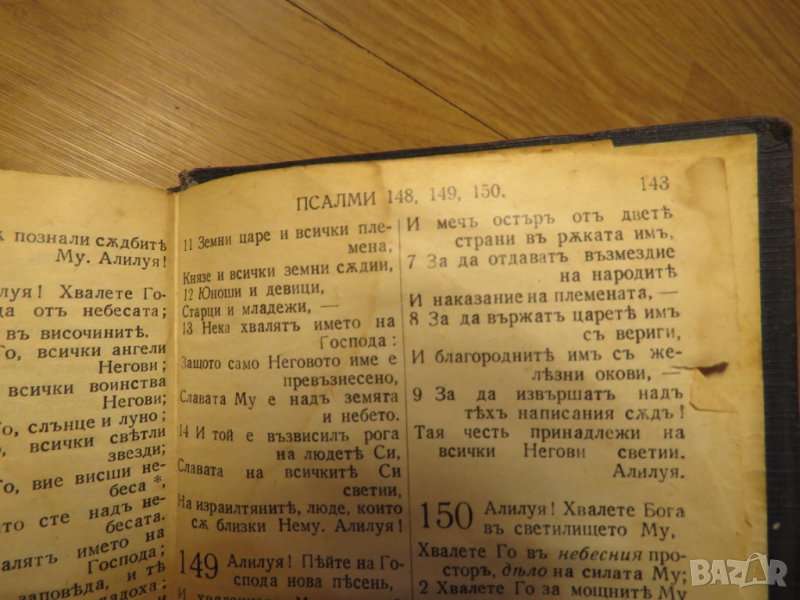 познали сѫдбитѣ
Му. Алилуя!
Хвалете Го-
отъ небесата;
въ височините.
Го, всички ангели
Негови;
всички воинства
Негови;
слънце и луно;
всички свѣтли
звезди;
Го, вие висши не-
беса *,
сте надъ не-
бесата.
името на
Господа;
заповѣда, и тѣ
ПСАЛМИ 148, 149, 150.
143
11 Земни царе и всички пле-
мена,
Князе и всички земни сѫдии,
12 Юноши и девици,
Старци и младежи, —
13 Нека хвалятъ името на
Господа:
Защото само Неговото име е
превъзнесено,
Славата Му е надъ земята
и небето.
14 И той е възвисилъ рога
на людетѣ Си,
Славата на всичкитѣ Си
светии,
На израилтянитѣ, люде, които
сѫ близки Нему. Алилуя!
149 Алилуя! Пѣйте на Го-
спода нова пѣсень,
И мечъ остъръ отъ дветѣ
страни въ рѫката имъ,
7 За да отдаватъ възмездие
на народитѣ
И наказание на племената, —
8 За да вържатъ царетѣ имъ
съ вериги,
И благороднитѣ имъ съ же-
лѣзни окови, —
9 За да извършатъ надъ
тѣхъ написания сѫдъ!
Тая честь принадлежи на
всички Негови светии.
Алилуя.
150 Алилуя! Хвалете Бога
въ светилището Му,
Хвалете Го въ небесния про-
сторъ, дѣло на силата Му;
2 Хвалете Го за мощнитѣ Му
BAZAR